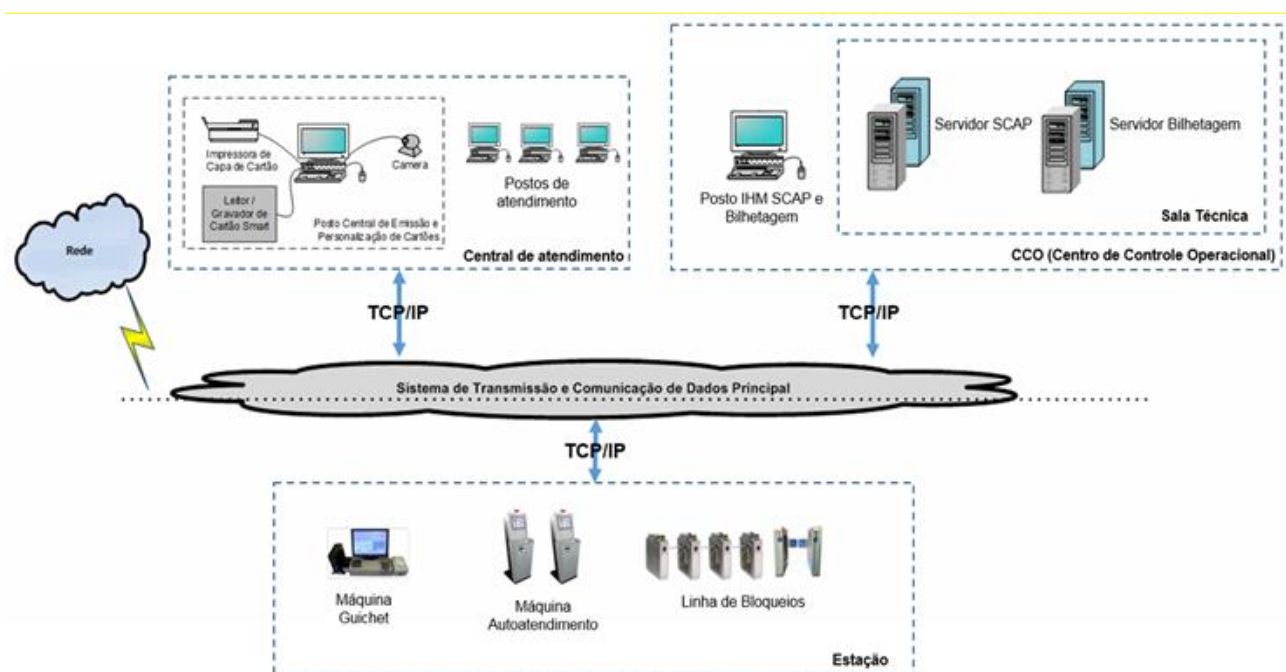 Impressora de
Capa de Cartão
Camera
Leitor /
Gravador de
Cartão Smart
Posto Central de Emissão e
Personalização de Cartões
Postos de
atendimento
Central de atendimento
Posto IHM SCAP e
Bilhetagem
Servidor SCAP
Servidor Bilhetagem
Sala Técnica
CCO (Centro de Controle Operacional)
Rede
TCP/IP
TCP/IP
Sistema de Transmissão e Comunicação de Dados Principal
TCP/IP
Máquina
Guichet
Máquina
Autoatendimento
Linha de Bloqueios
Estação